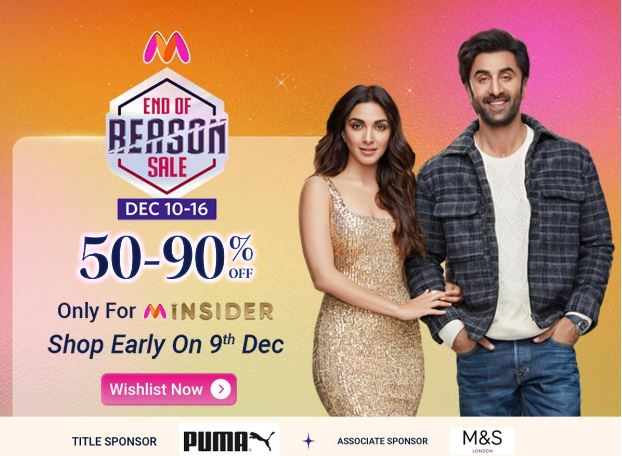 END OF
REASON
SALE
DEC 10-16
50-90% OFF
Only For M INSIDER
Shop Early On 9th Dec
Wishlist Now
TITLE SPONSOR PUMA ASSOCIATE SPONSOR M&S
LONDON